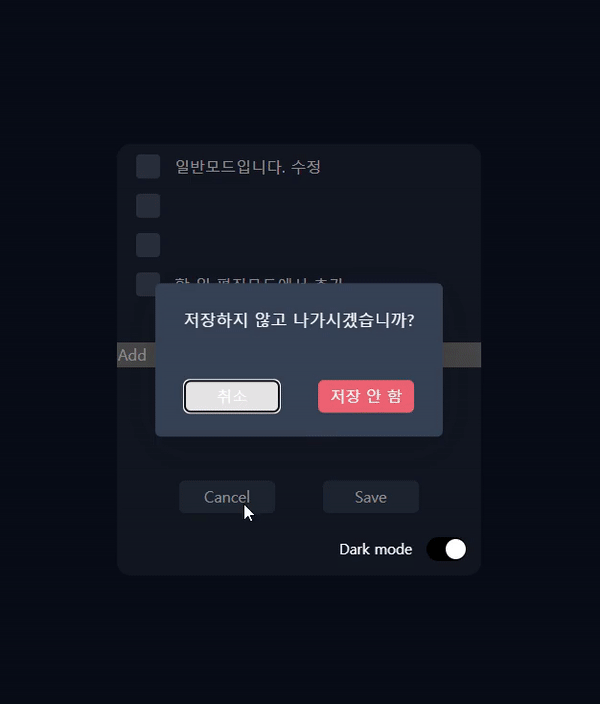 일반모드입니다. 수정
할 일 편집모드에서 추가
Add
저장하지 않고 나가시겠습니까?
취소
저장 안 함
Cancel
Save
Dark mode